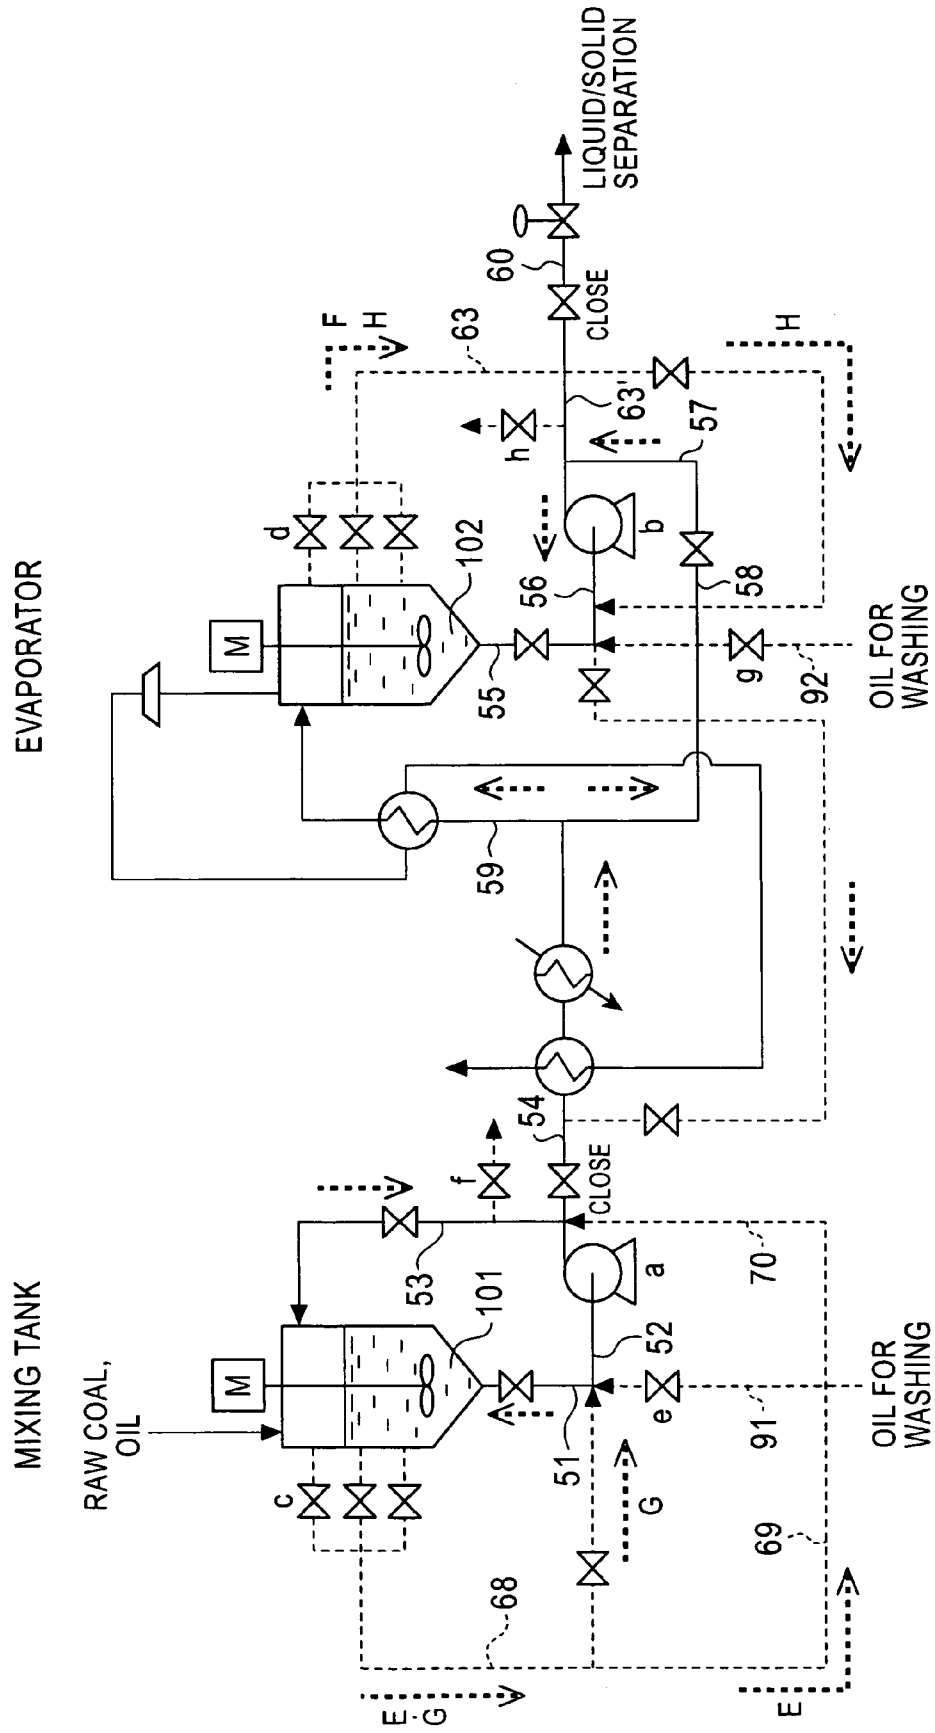 MIXING TANK
RAW COAL,
OIL
M
101
c
68
E·G
E
69
G
51
52
e
91
OIL FOR
WASHING
a
70
53
f
CLOSE
54
EVAPORATOR
M
102
d
59
55
56
g
92
OIL FOR
WASHING
58
b
57
h
63'
63
F
H
H
CLOSE
60
LIQUID/SOLID
SEPARATION